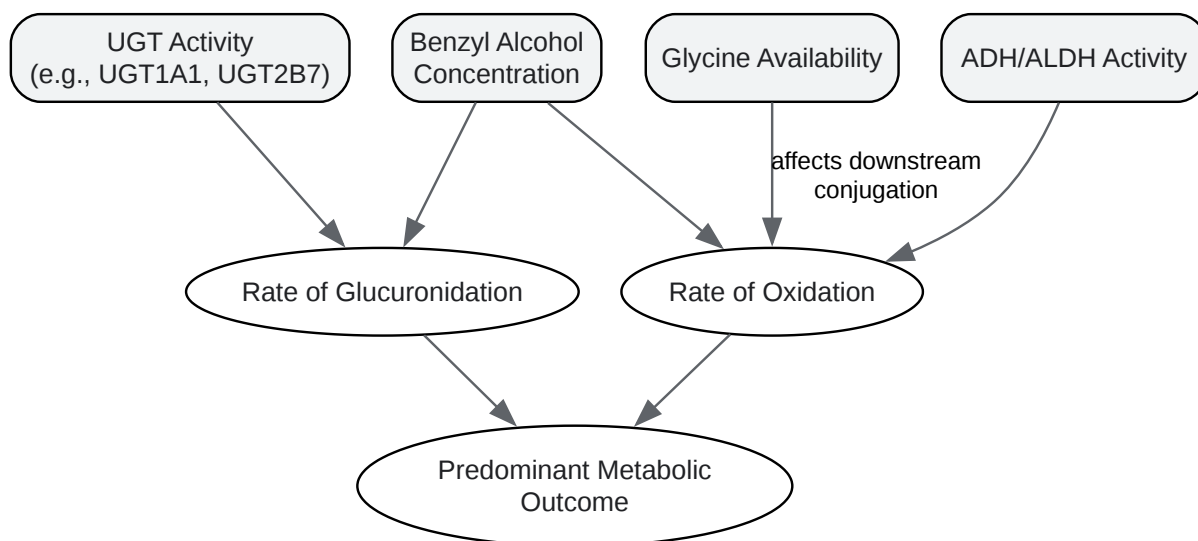 UGT Activity
(e.g., UGT1A1, UGT2B7)
Benzyl Alcohol
Concentration
Glycine Availability
ADH/ALDH Activity
affects downstream
conjugation
Rate of Glucuronidation
Rate of Oxidation
Predominant Metabolic
Outcome